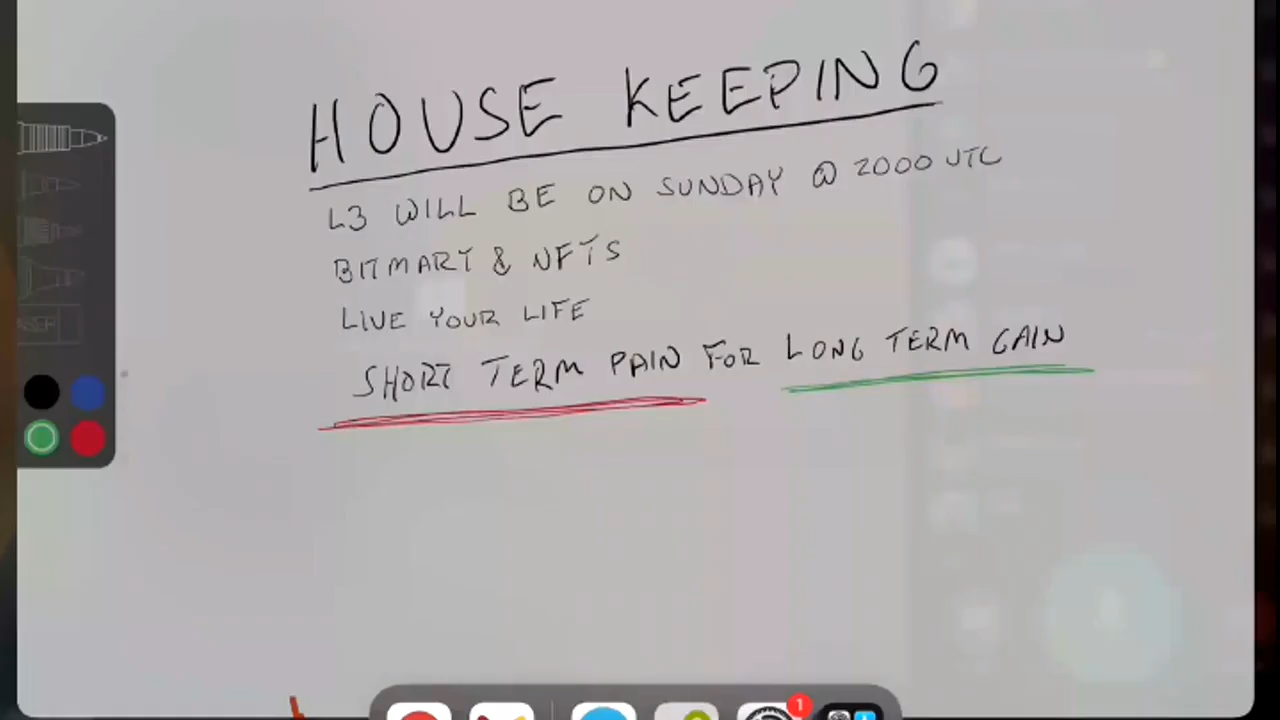 HOUSE KEEPING
L3 WILL BE ON SUNDAY @ 2000 UTC
BITMART & NFTS
LIVE YOUR LIFE
SHORT TERM PAIN FOR LONG TERM GAIN
1